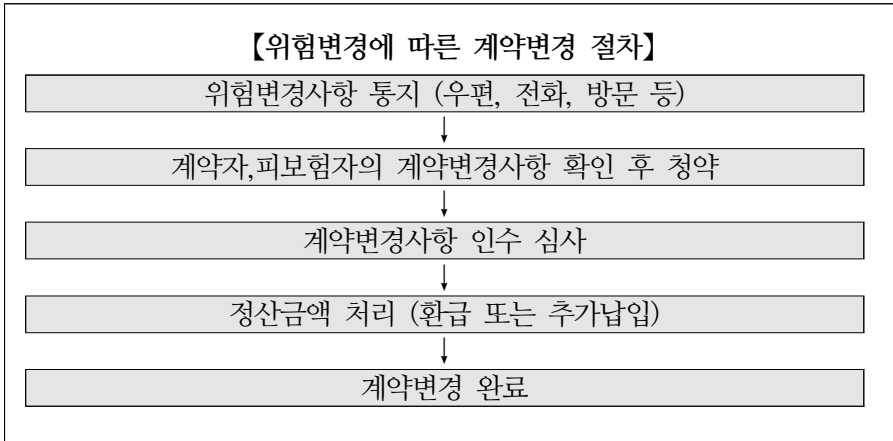 【위험변경에 따른 계약변경 절차】
위험변경사항 통지 (우편, 전화, 방문 등)
계약자,피보험자의 계약변경사항 확인 후 청약
계약변경사항 인수 심사
정산금액 처리 (환급 또는 추가납입)
계약변경 완료